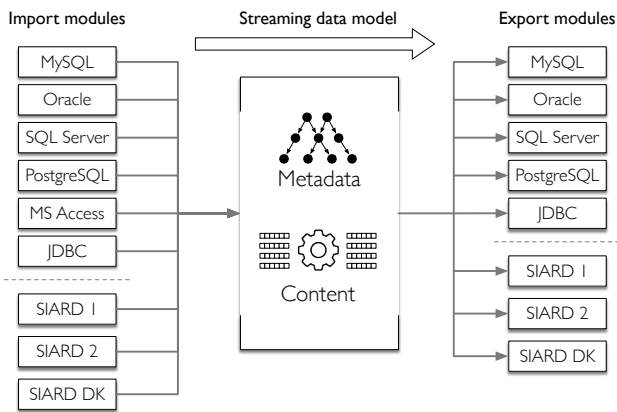 Import modules
Streaming data model
Export modules
MySQL
Oracle
SQL Server
PostgreSQL
MS Access
JDBC
SIARD 1
SIARD 2
SIARD DK
Metadata
Content
MySQL
Oracle
SQL Server
PostgreSQL
JDBC
SIARD 1
SIARD 2
SIARD DK